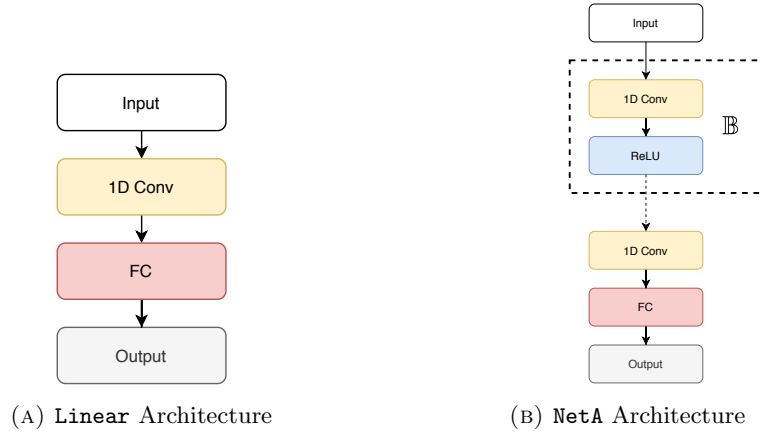 Input
1D Conv
FC
Output
(A) Linear Architecture
Input
1D Conv
𝔹
ReLU
1D Conv
FC
Output
(B) NetA Architecture